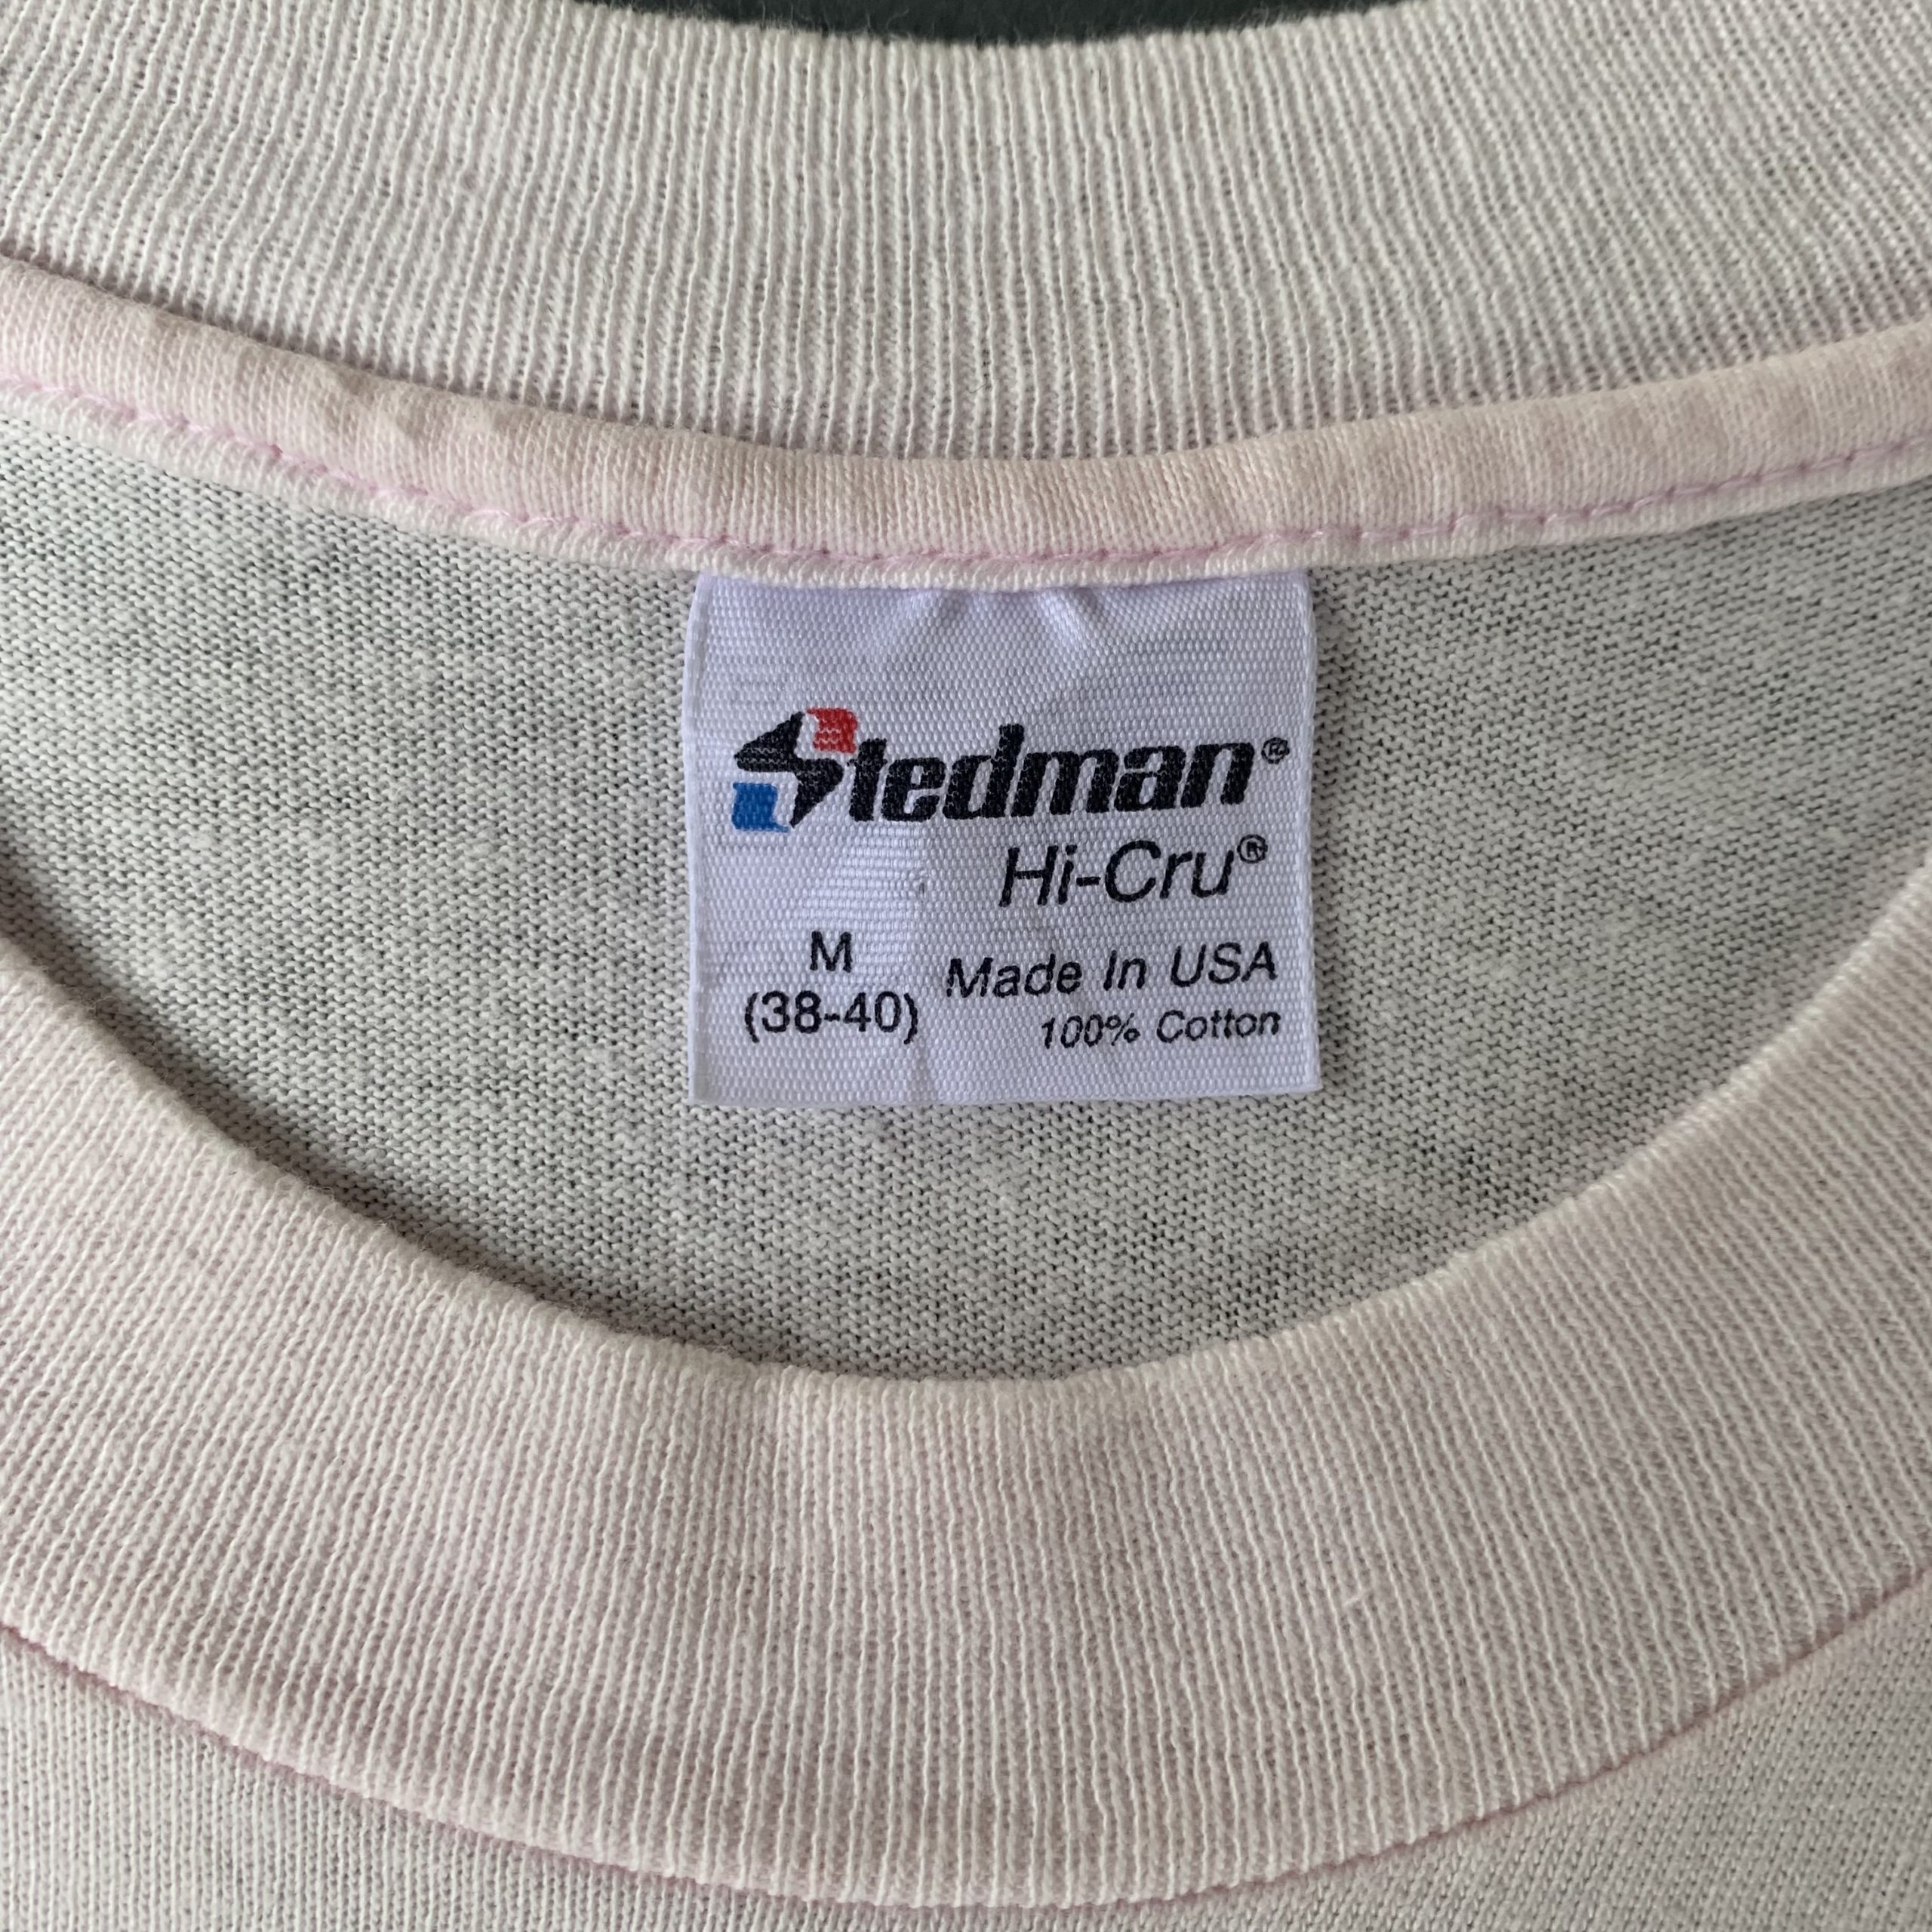 Stedman®
Hi-Cru®
M
(38-40)
Made In USA
100% Cotton